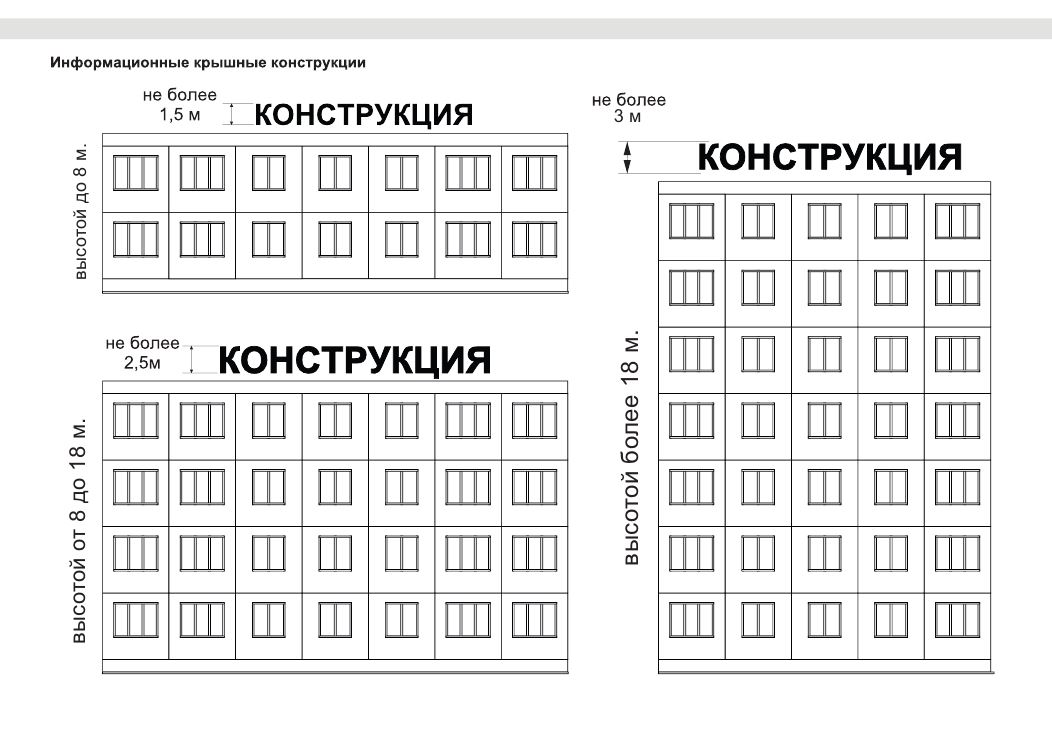 Информационные крышные конструкции
не более
1,5 м
КОНСТРУКЦИЯ
высотой до 8 м.
не более
2,5м
КОНСТРУКЦИЯ
высотой от 8 до 18 м.
не более
3 м
КОНСТРУКЦИЯ
высотой более 18 м.